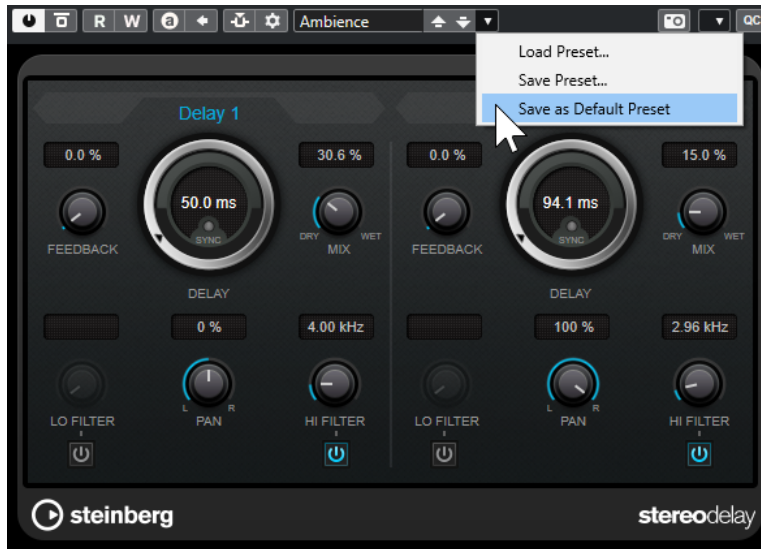 R W a Ambience QC
Load Preset...
Save Preset...
Save as Default Preset
Delay 1
0.0 % 30.6 % 0.0 % 15.0 %
50.0 ms 94.1 ms
SYNC SYNC
DRY WET DRY WET
FEEDBACK MIX FEEDBACK MIX
DELAY DELAY
0 % 4.00 kHz 100 % 2.96 kHz
L R L R
LO FILTER PAN HI FILTER LO FILTER PAN HI FILTER
steinberg stereodelay